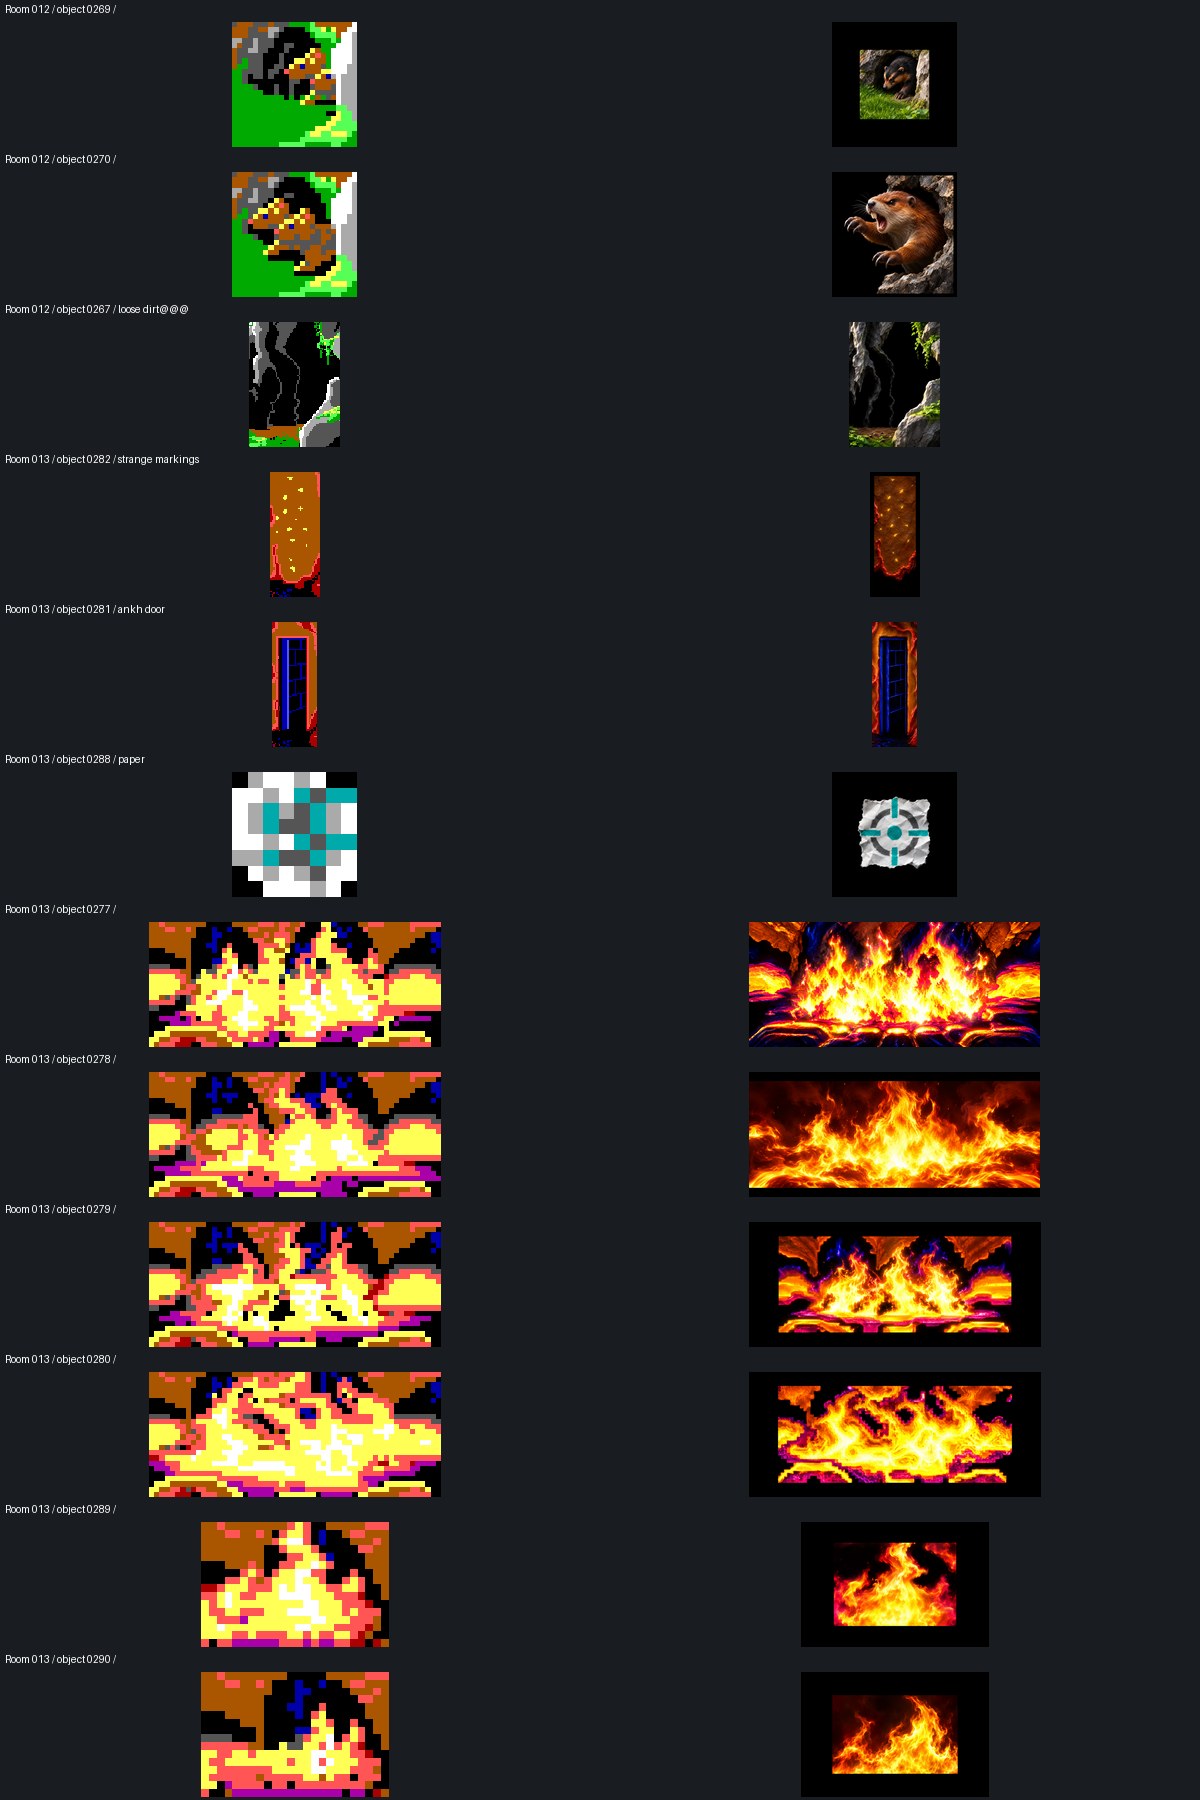 Room 012 / object 0269 /
Room 012 / object 0270 /
Room 012 / object 0267 / loose dirt@@@
Room 013 / object 0282 / strange markings
Room 013 / object 0281 / ankh door
Room 013 / object 0288 / paper
Room 013 / object 0277 /
Room 013 / object 0278 /
Room 013 / object 0279 /
Room 013 / object 0280 /
Room 013 / object 0289 /
Room 013 / object 0290 /